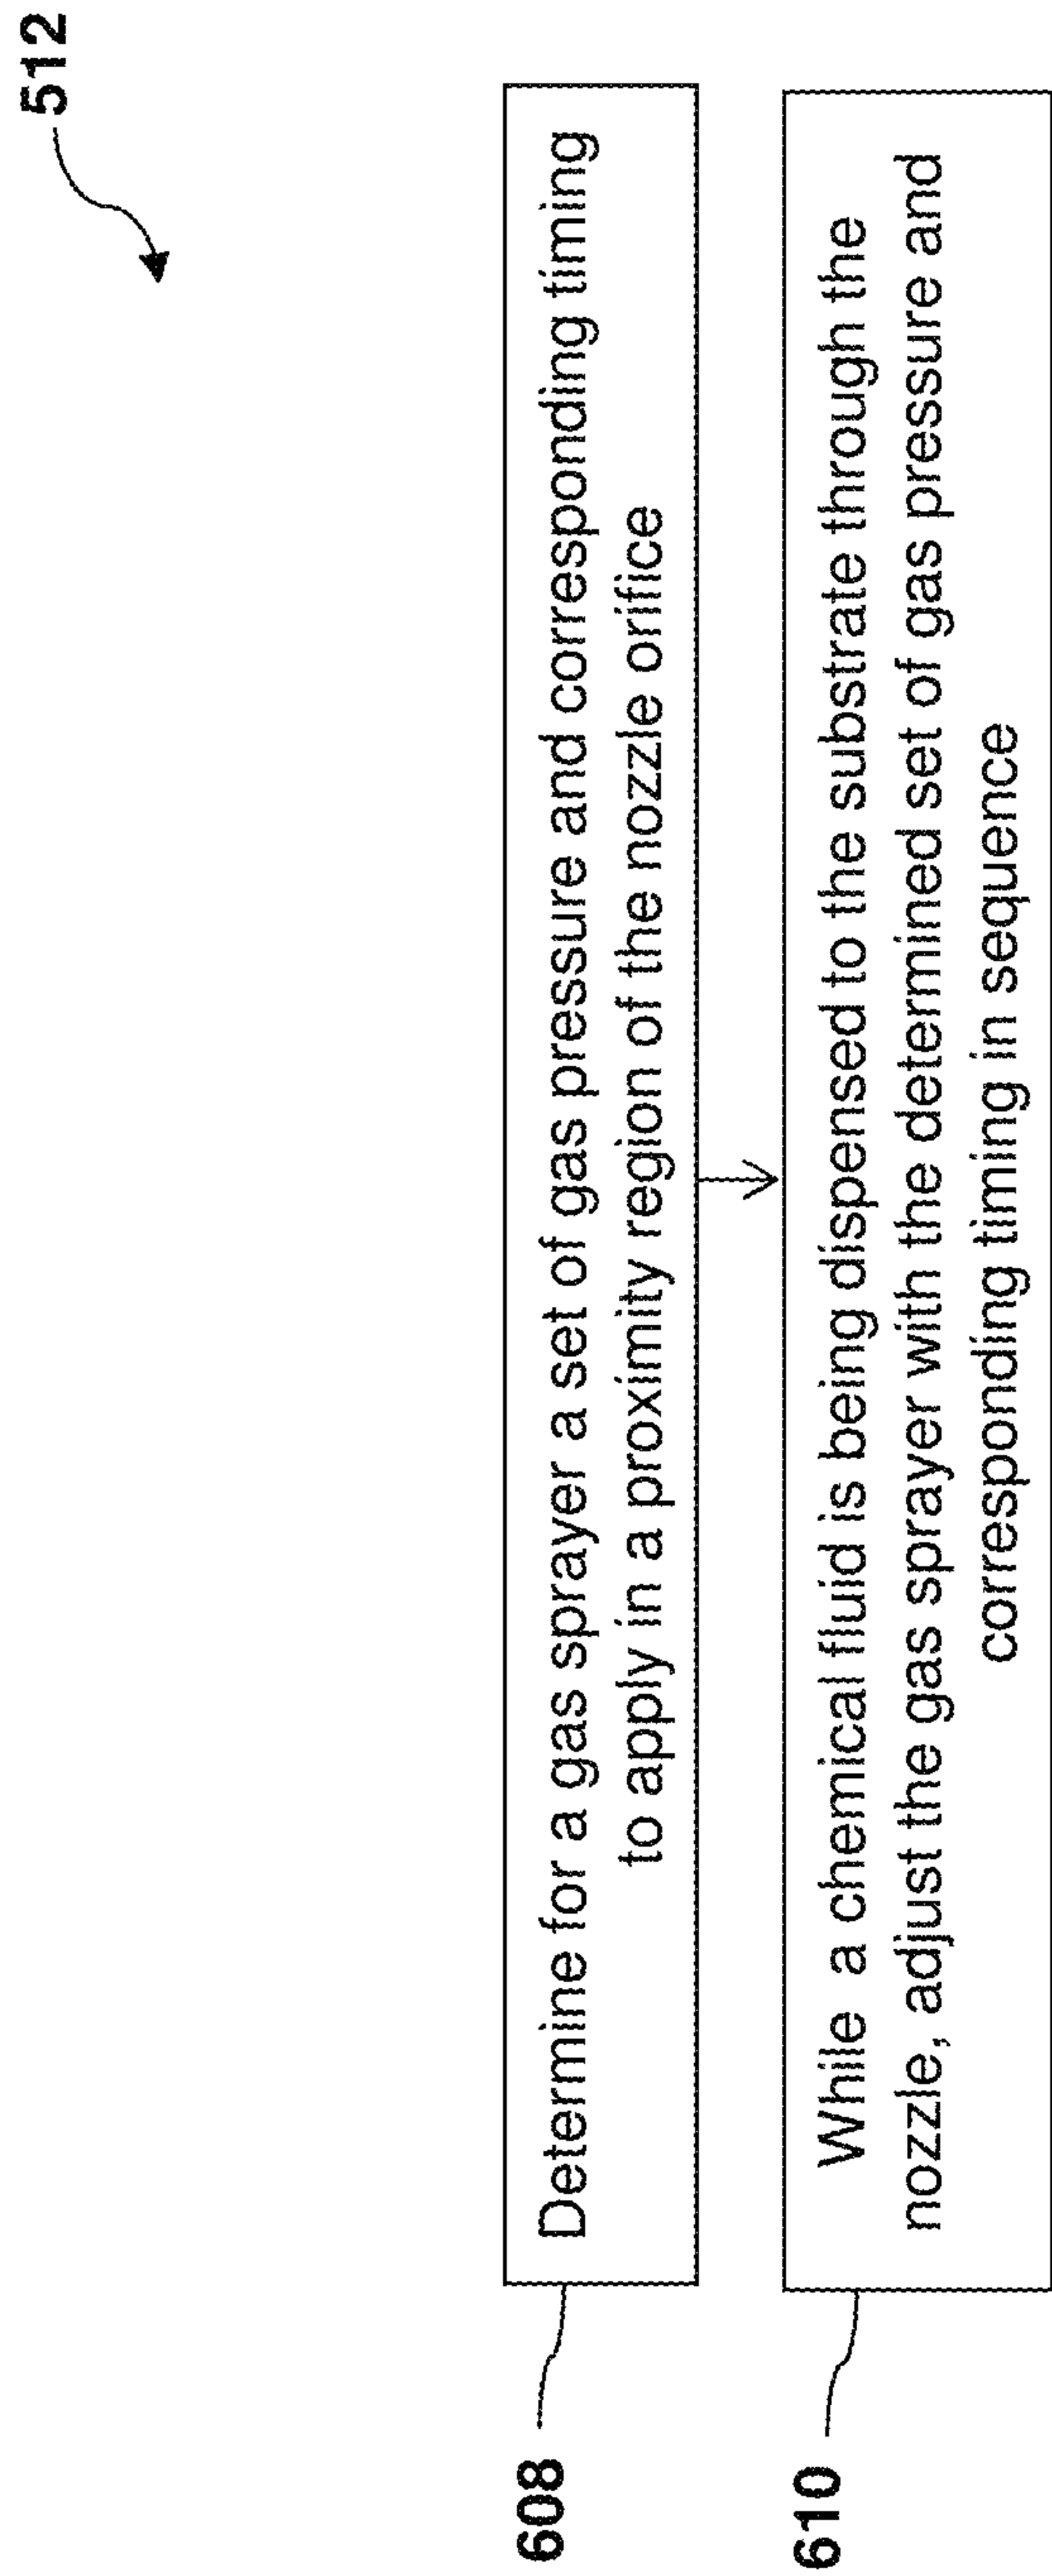 512
608
Determine for a gas sprayer a set of gas pressure and corresponding timing
to apply in a proximity region of the nozzle orifice
610
While a chemical fluid is being dispensed to the substrate through the
nozzle, adjust the gas sprayer with the determined set of gas pressure and
corresponding timing in sequence